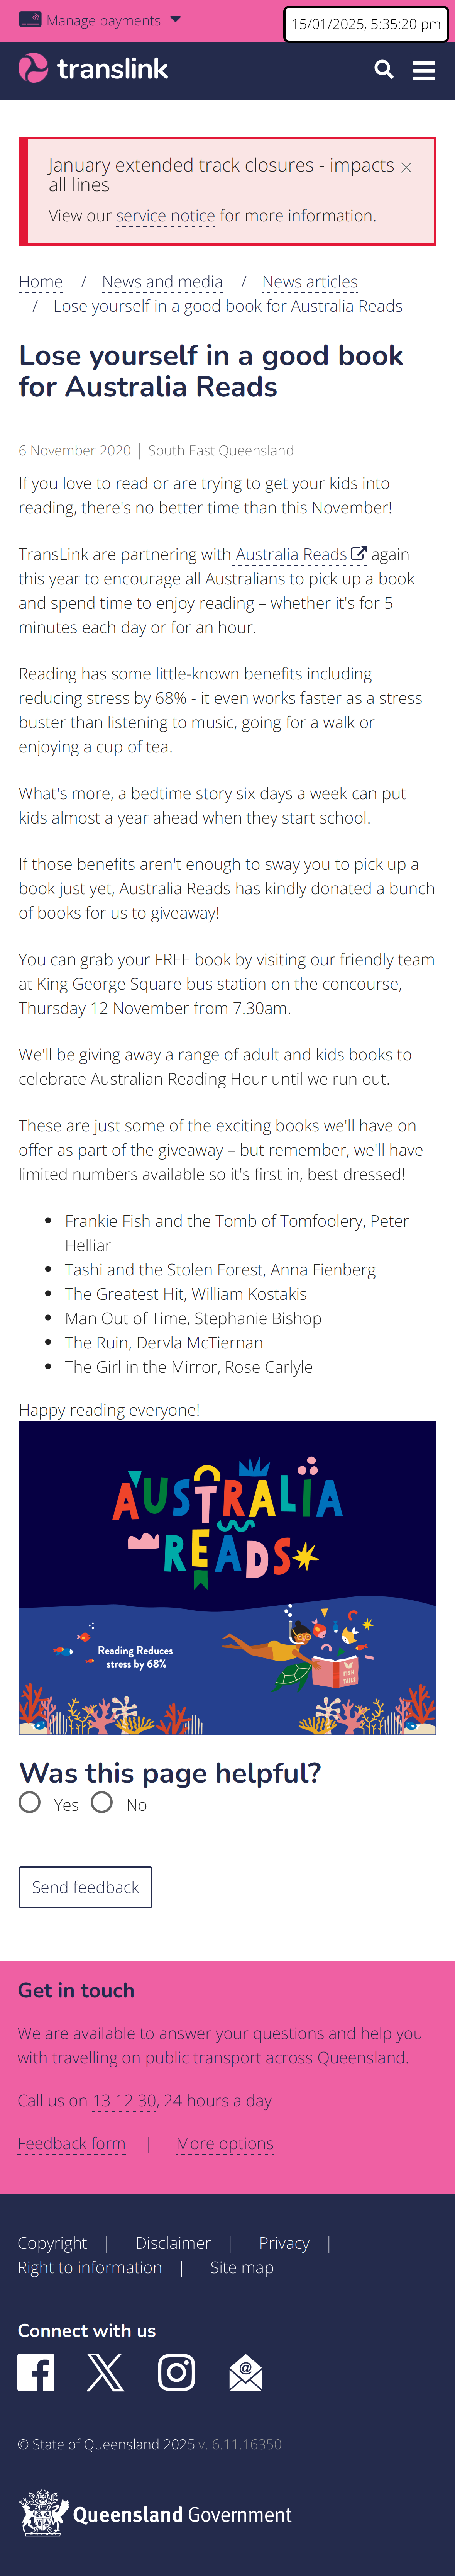 Manage payments
15/01/2025, 5:35:20 pm
translink
January extended track closures - impacts
all lines
View our service notice for more information.
Home / News and media / News articles
/ Lose yourself in a good book for Australia Reads
Lose yourself in a good book
for Australia Reads
6 November 2020 | South East Queensland
If you love to read or are trying to get your kids into
reading, there's no better time than this November!
TransLink are partnering with Australia Reads again
this year to encourage all Australians to pick up a book
and spend time to enjoy reading – whether it's for 5
minutes each day or for an hour.
Reading has some little-known benefits including
reducing stress by 68% - it even works faster as a stress
buster than listening to music, going for a walk or
enjoying a cup of tea.
What's more, a bedtime story six days a week can put
kids almost a year ahead when they start school.
If those benefits aren't enough to sway you to pick up a
book just yet, Australia Reads has kindly donated a bunch
of books for us to giveaway!
You can grab your FREE book by visiting our friendly team
at King George Square bus station on the concourse,
Thursday 12 November from 7.30am.
We'll be giving away a range of adult and kids books to
celebrate Australian Reading Hour until we run out.
These are just some of the exciting books we'll have on
offer as part of the giveaway – but remember, we'll have
limited numbers available so it's first in, best dressed!
• Frankie Fish and the Tomb of Tomfoolery, Peter
Helliar
• Tashi and the Stolen Forest, Anna Fienberg
• The Greatest Hit, William Kostakis
• Man Out of Time, Stephanie Bishop
• The Ruin, Dervla McTiernan
• The Girl in the Mirror, Rose Carlyle
Happy reading everyone!
AUSTRALIA
READS
Reading Reduces
stress by 68%
FISH
TAILS
Was this page helpful?
Yes No
Send feedback
Get in touch
We are available to answer your questions and help you
with travelling on public transport across Queensland.
Call us on 13 12 30, 24 hours a day
Feedback form | More options
Copyright | Disclaimer | Privacy |
Right to information | Site map
Connect with us
© State of Queensland 2025 v. 6.11.16350
Queensland Government